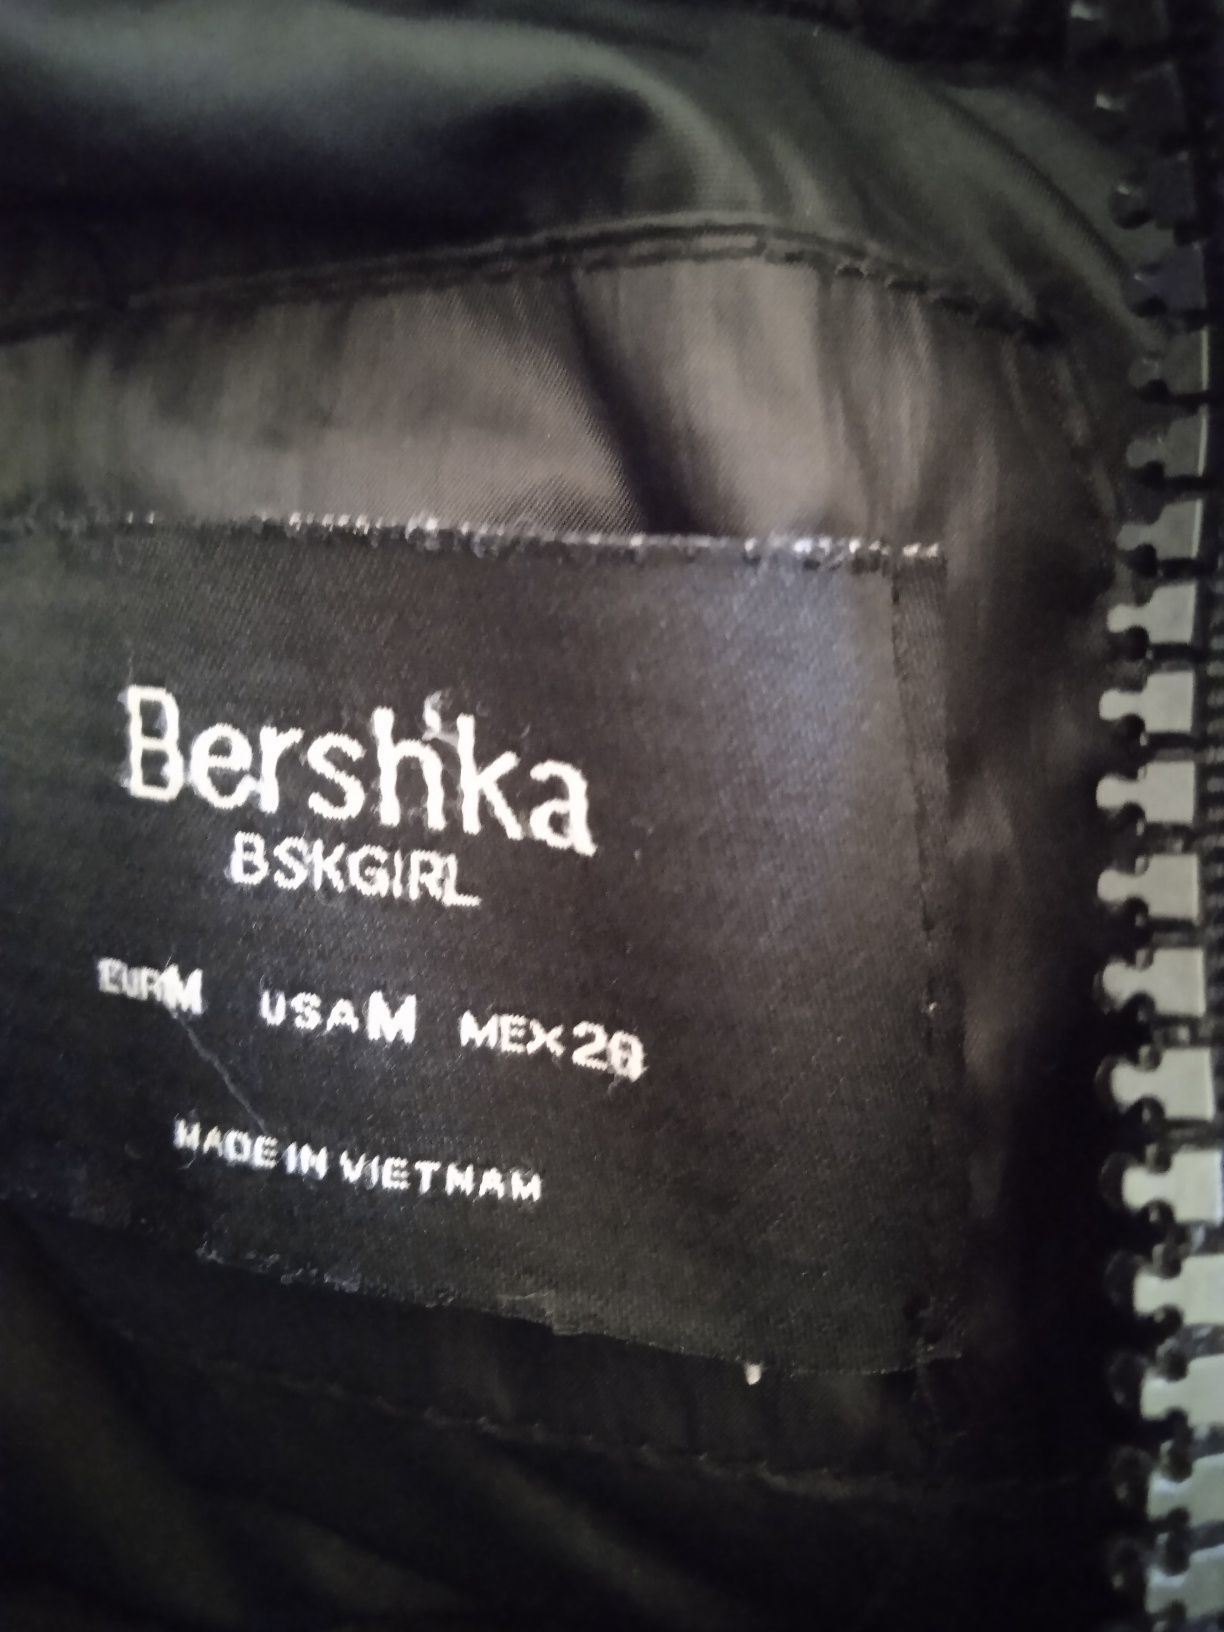 Bershka
BSKGIRL
EUR M USA M MEX 28
MADE IN VIETNAM